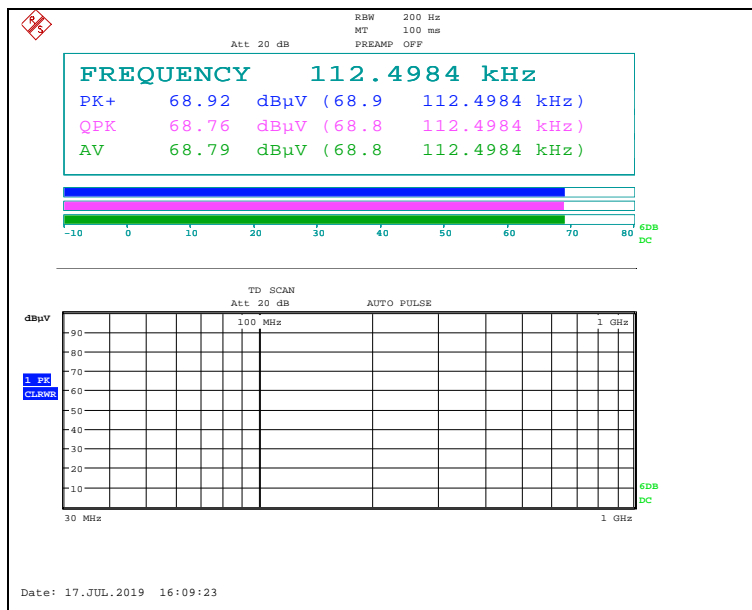 R S
RBW 200 Hz
MT 100 ms
Att 20 dB PREAMP OFF
FREQUENCY 112.4984 kHz
PK+ 68.92 dBµV (68.9 112.4984 kHz)
QPK 68.76 dBµV (68.8 112.4984 kHz)
AV 68.79 dBµV (68.8 112.4984 kHz)
-10 0 10 20 30 40 50 60 70 80
6DB
DC
TD SCAN
Att 20 dB AUTO PULSE
dBµV
100 MHz 1 GHz
90
80
70
1 PK
CLRWR
60
50
40
30
20
10
6DB
DC
30 MHz 1 GHz
Date: 17.JUL.2019 16:09:23